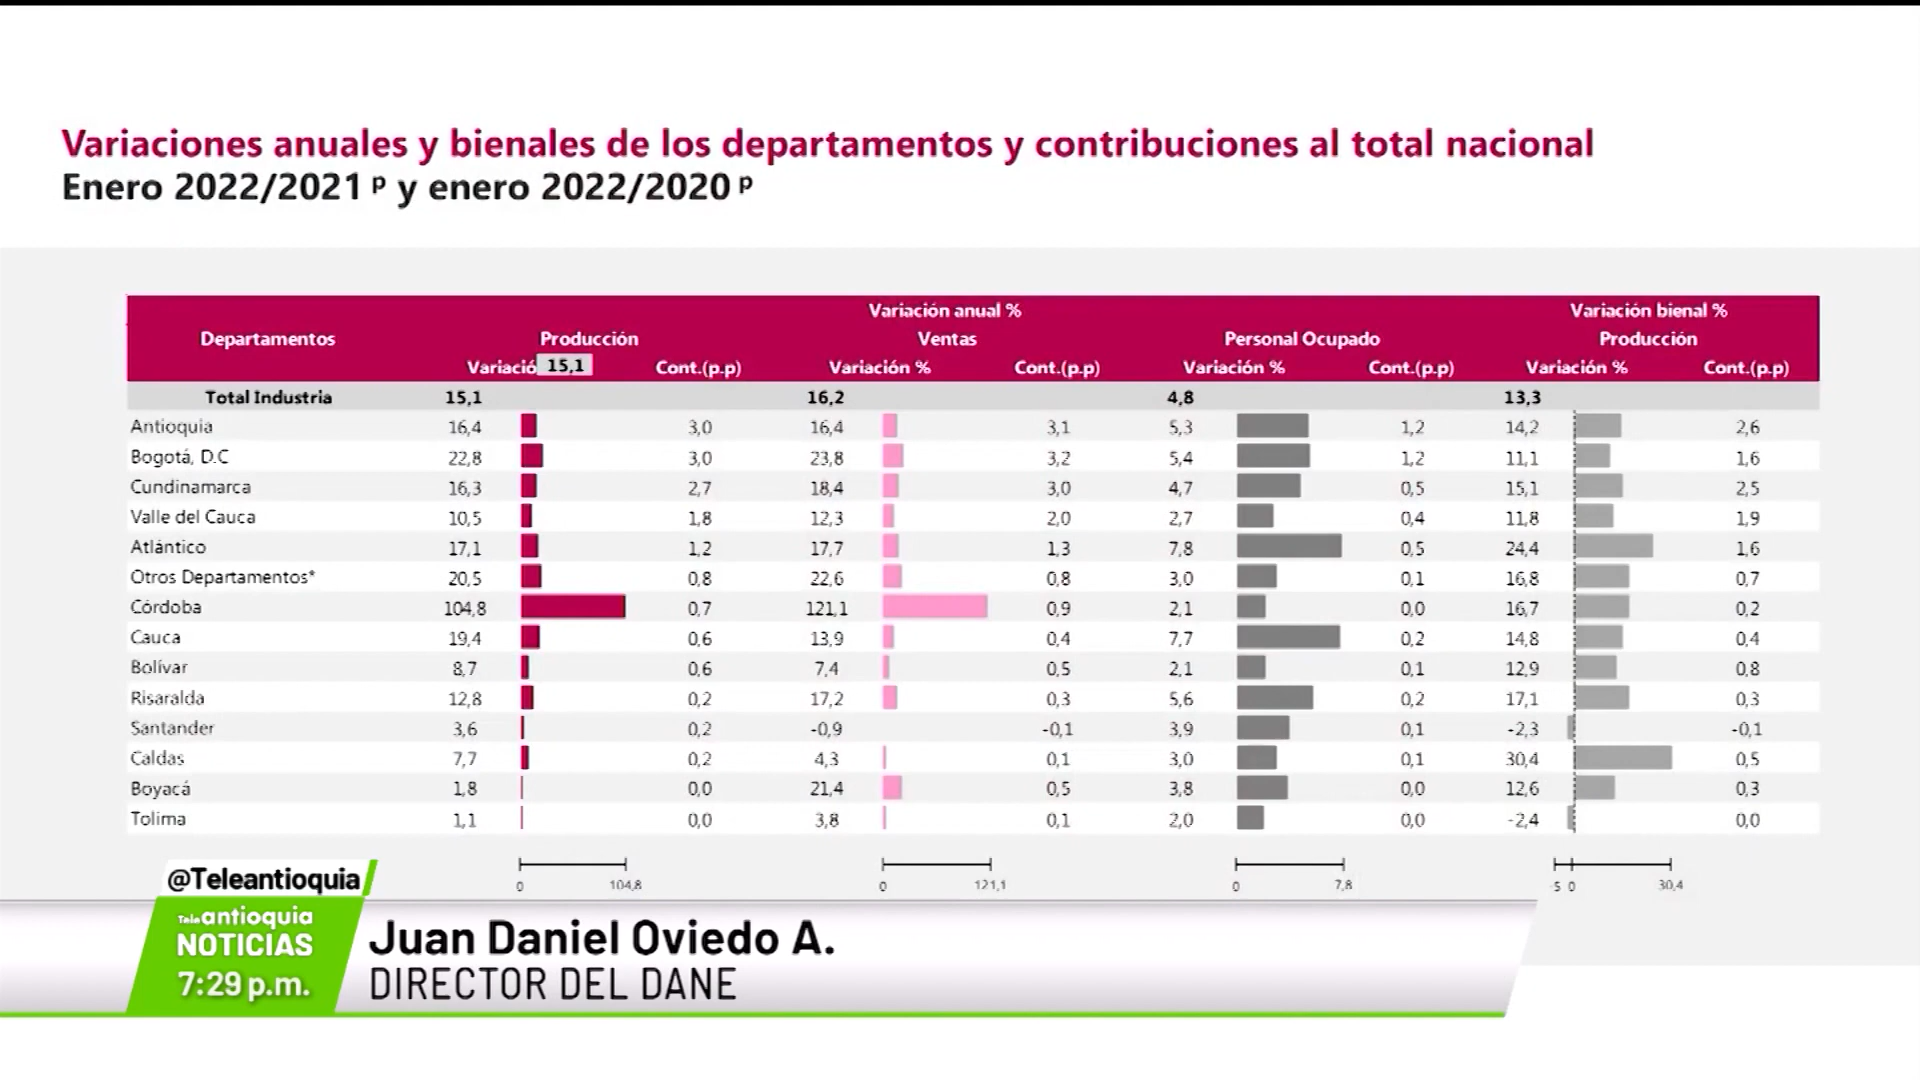 Variaciones anuales y bienales de los departamentos y contribuciones al total nacional
Enero 2022/2021 ᵖ y enero 2022/2020 ᵖ
Variación anual % Variación bienal %
Departamentos Producción Ventas Personal Ocupado Producción
Variació 15,1 Cont.(p.p) Variación % Cont.(p.p) Variación % Cont.(p.p) Variación % Cont.(p.p)
Total Industria 15,1 16,2 4,8 13,3
Antioquia 16,4 3,0 16,4 3,1 5,3 1,2 14,2 2,6
Bogotá, D.C 22,8 3,0 23,8 3,2 5,4 1,2 11,1 1,6
Cundinamarca 16,3 2,7 18,4 3,0 4,7 0,5 15,1 2,5
Valle del Cauca 10,5 1,8 12,3 2,0 2,7 0,4 11,8 1,9
Atlántico 17,1 1,2 17,7 1,3 7,8 0,5 24,4 1,6
Otros Departamentos* 20,5 0,8 22,6 0,8 3,0 0,1 16,8 0,7
Córdoba 104,8 0,7 121,1 0,9 2,1 0,0 16,7 0,2
Cauca 19,4 0,6 13,9 0,4 7,7 0,2 14,8 0,4
Bolívar 8,7 0,6 7,4 0,5 2,1 0,1 12,9 0,8
Risaralda 12,8 0,2 17,2 0,3 5,6 0,2 17,1 0,3
Santander 3,6 0,2 -0,9 -0,1 3,9 0,1 -2,3 -0,1
Caldas 7,7 0,2 4,3 0,1 3,0 0,1 30,4 0,5
Boyacá 1,8 0,0 21,4 0,5 3,8 0,0 12,6 0,3
Tolima 1,1 0,0 3,8 0,1 2,0 0,0 -2,4 0,0
0 104,8 0 121,1 0 7,8 -5 0 30,4
@Teleantioquia
Teleantioquia
NOTICIAS
7:29 p.m.
Juan Daniel Oviedo A.
DIRECTOR DEL DANE